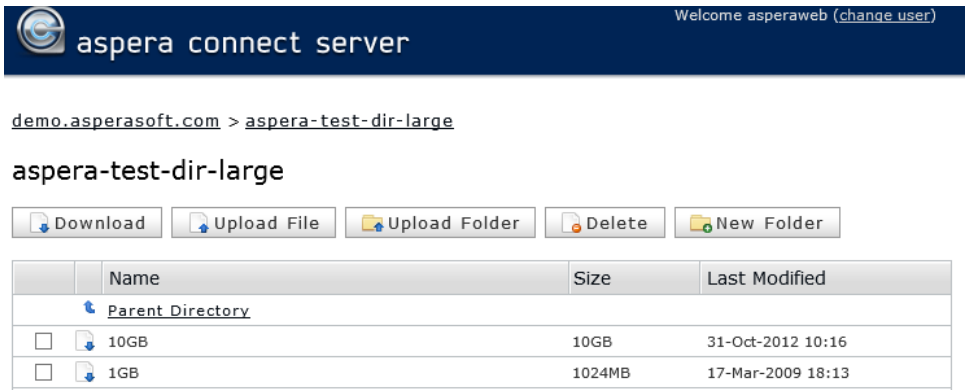 Welcome asperaweb (change user)
aspera connect server
demo.asperasoft.com > aspera-test-dir-large
aspera-test-dir-large
Download Upload File Upload Folder Delete New Folder
Name Size Last Modified
Parent Directory
10GB 10GB 31-Oct-2012 10:16
1GB 1024MB 17-Mar-2009 18:13